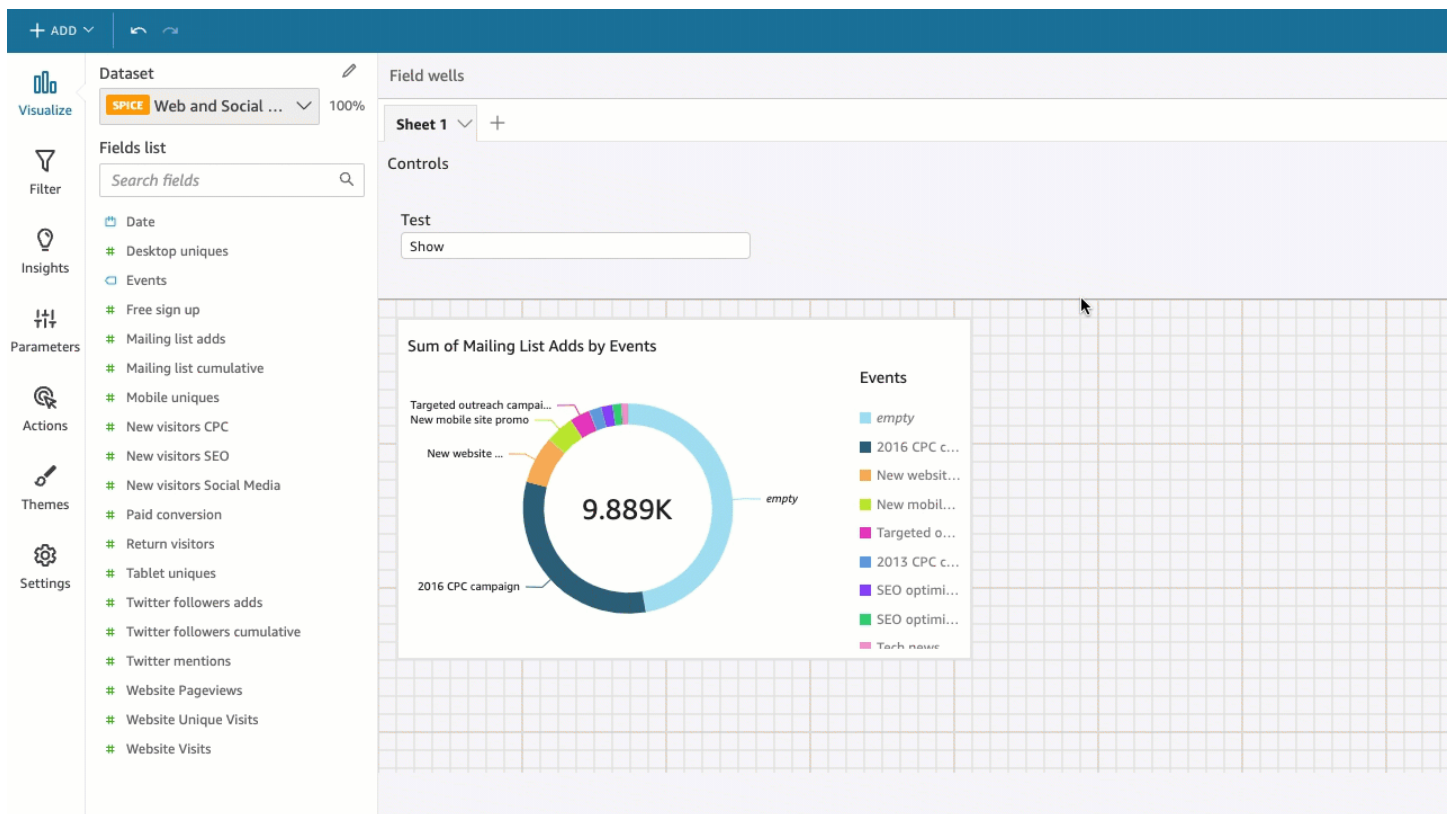 ADD
Visualize
Filter
Insights
Parameters
Actions
Themes
Settings
Dataset
SPICE Web and Social ... 100%
Fields list
Search fields
Date
# Desktop uniques
Events
# Free sign up
# Mailing list adds
# Mailing list cumulative
# Mobile uniques
# New visitors CPC
# New visitors SEO
# New visitors Social Media
# Paid conversion
# Return visitors
# Tablet uniques
# Twitter followers adds
# Twitter followers cumulative
# Twitter mentions
# Website Pageviews
# Website Unique Visits
# Website Visits
Field wells
Sheet 1
Controls
Test
Show
Sum of Mailing List Adds by Events
Targeted outreach campai...
New mobile site promo
New website ...
2016 CPC campaign
9.889K
empty
Events
empty
2016 CPC c...
New websit...
New mobil...
Targeted o...
2013 CPC c...
SEO optimi...
SEO optimi...
Tech news